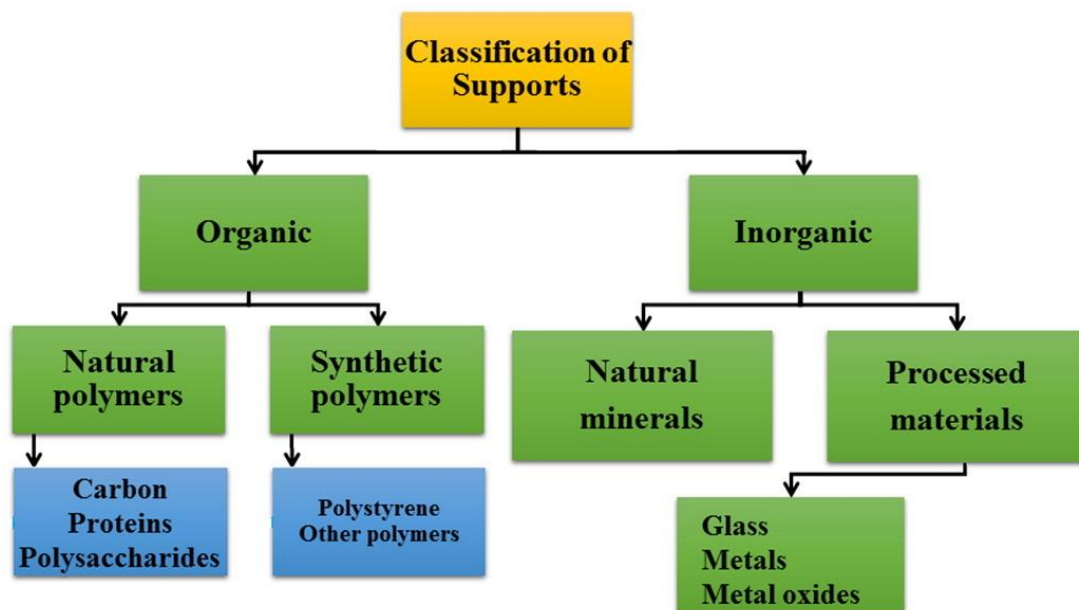 Classification of
Supports
Organic
Inorganic
Natural
polymers
Synthetic
polymers
Natural
minerals
Processed
materials
Carbon
Proteins
Polysaccharides
Polystyrene
Other polymers
Glass
Metals
Metal oxides